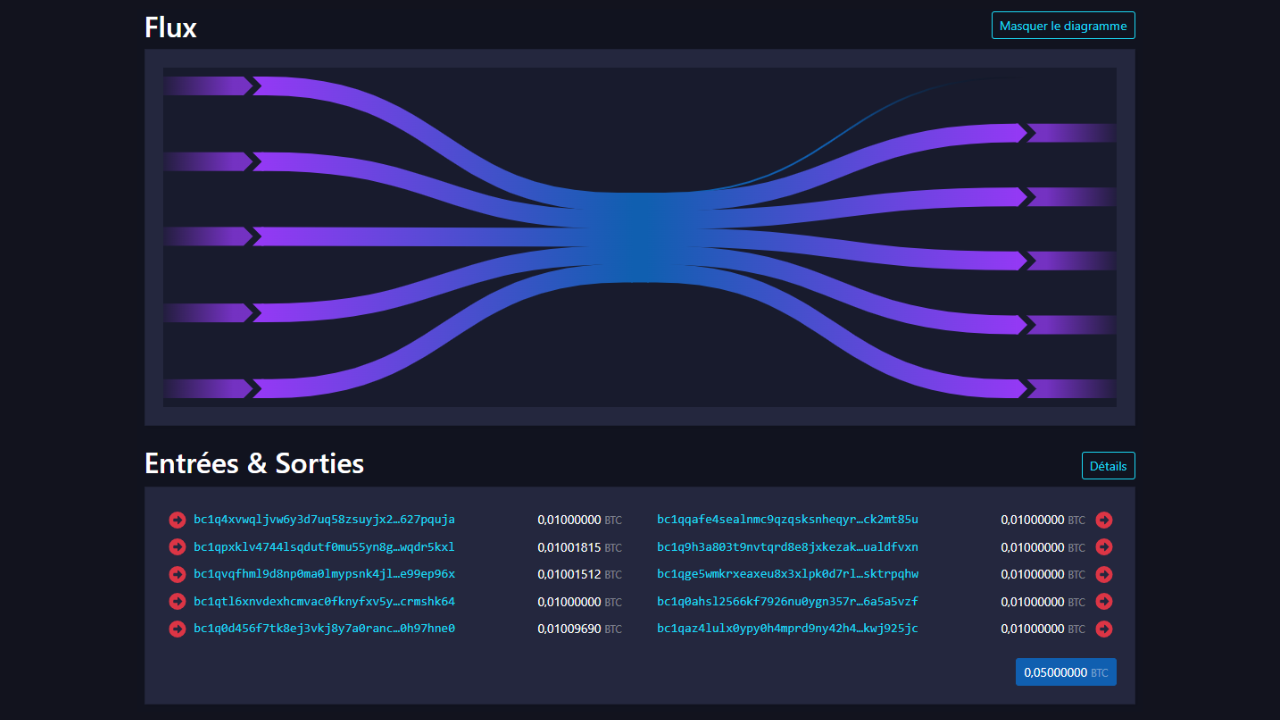 Flux
Masquer le diagramme
Entrées & Sorties
Détails
bc1q4xvwqljvw6y3d7uq58zsuyjx2…627pquja 0,01000000 BTC bc1qqafe4sealnmc9qzqsksnheqyr…ck2mt85u 0,01000000 BTC
bc1qpxklv4744lsqdutf0mu55yn8g…wqdr5kxl 0,01001815 BTC bc1q9h3a803t9nvtqrd8e8jxkezak…ualdfvxn 0,01000000 BTC
bc1qvqfhml9d8np0ma0lmypsnk4jl…e99ep96x 0,01001512 BTC bc1qge5wmkrxeaxeu8x3xlpk0d7rl…sktrpqhw 0,01000000 BTC
bc1qtl6xnvdexhcmvac0fknyfxv5y…crmshk64 0,01000000 BTC bc1q0ahsl2566kf7926nu0ygn357r…6a5a5vzf 0,01000000 BTC
bc1q0d456f7tk8ej3vkj8y7a0ranc…0h97hne0 0,01009690 BTC bc1qaz4lulx0ypy0h4mprd9ny42h4…kwj925jc 0,01000000 BTC
0,05000000 BTC